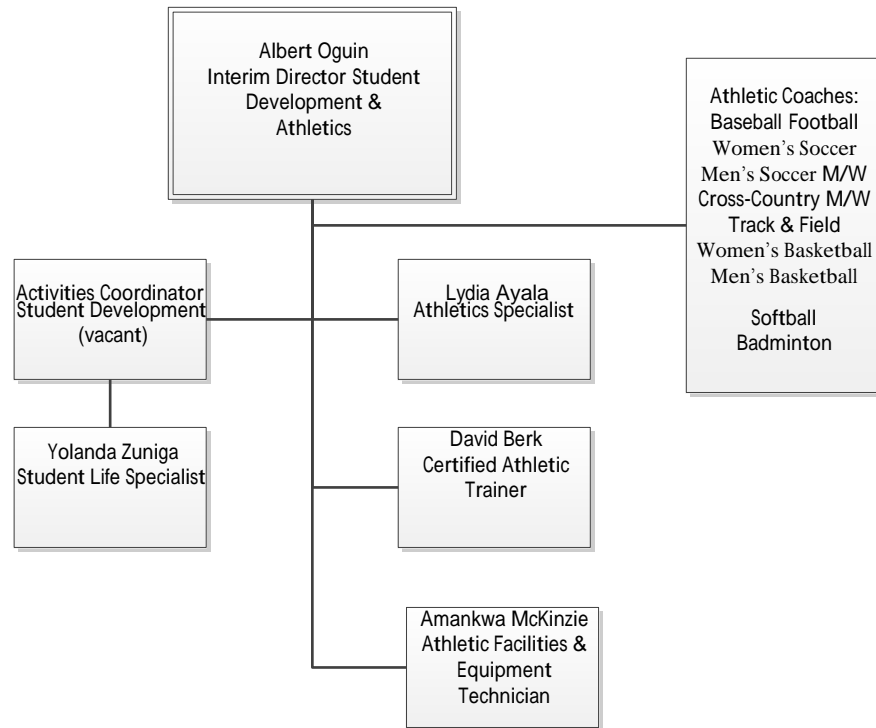 Albert Oguin
Interim Director Student
Development &
Athletics
Athletic Coaches:
Baseball Football
Women's Soccer
Men's Soccer M/W
Cross-Country M/W
Track & Field
Women's Basketball
Men's Basketball
Softball
Badminton
Activities Coordinator
Student Development
(vacant)
Lydia Ayala
Athletics Specialist
Yolanda Zuniga
Student Life Specialist
David Berk
Certified Athletic
Trainer
Amankwa McKinzie
Athletic Facilities &
Equipment
Technician